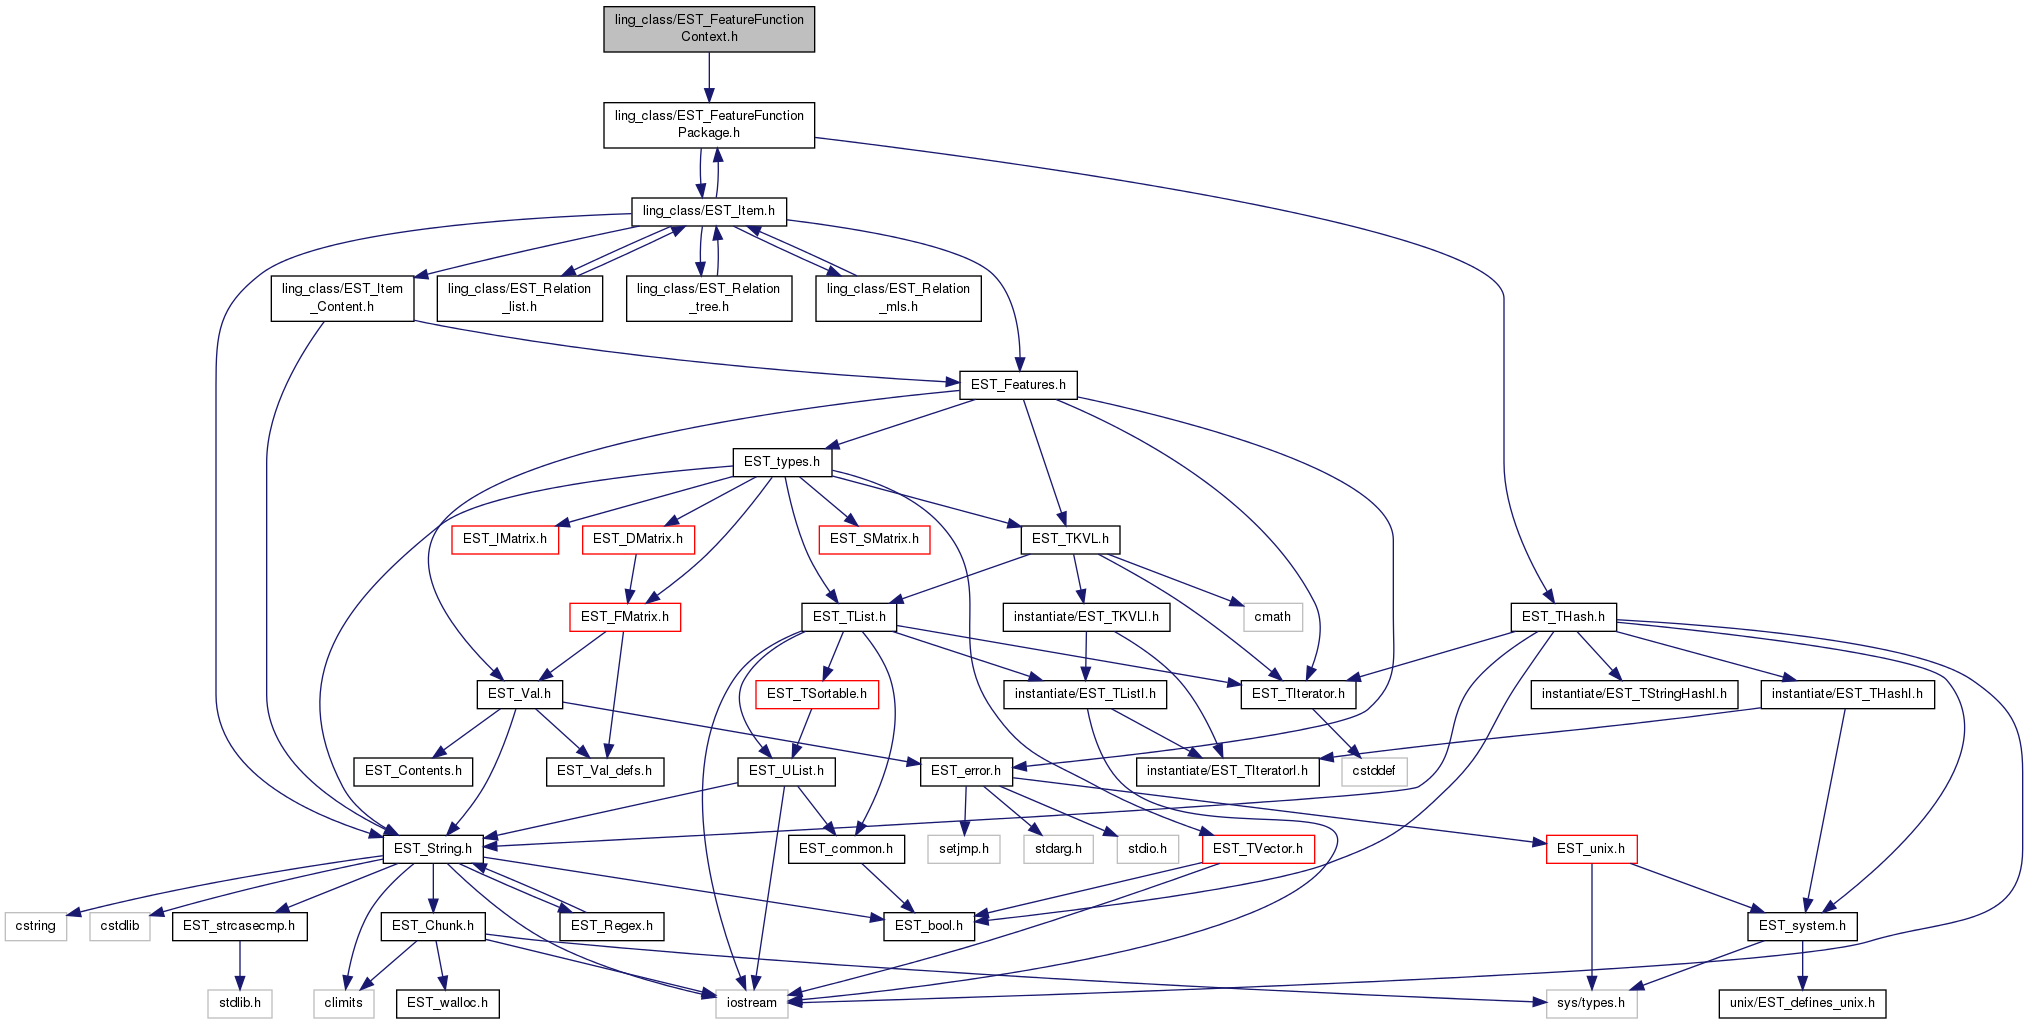 ling_class/EST_FeatureFunction
Context.h
ling_class/EST_FeatureFunction
Package.h
ling_class/EST_Item.h
ling_class/EST_Item
_Content.h
ling_class/EST_Relation
_list.h
ling_class/EST_Relation
_tree.h
ling_class/EST_Relation
_mls.h
EST_Features.h
EST_types.h
EST_IMatrix.h
EST_DMatrix.h
EST_SMatrix.h
EST_TKVL.h
EST_FMatrix.h
EST_TList.h
instantiate/EST_TKVLI.h
cmath
EST_THash.h
EST_Val.h
EST_TSortable.h
instantiate/EST_TListI.h
EST_TIterator.h
instantiate/EST_TStringHashI.h
instantiate/EST_THashI.h
EST_Contents.h
EST_Val_defs.h
EST_UList.h
EST_error.h
instantiate/EST_TIteratorI.h
cstddef
EST_String.h
EST_common.h
setjmp.h
stdarg.h
stdio.h
EST_TVector.h
EST_unix.h
cstring
cstdlib
EST_strcasecmp.h
EST_Chunk.h
EST_Regex.h
EST_bool.h
EST_system.h
stdlib.h
climits
EST_walloc.h
iostream
sys/types.h
unix/EST_defines_unix.h